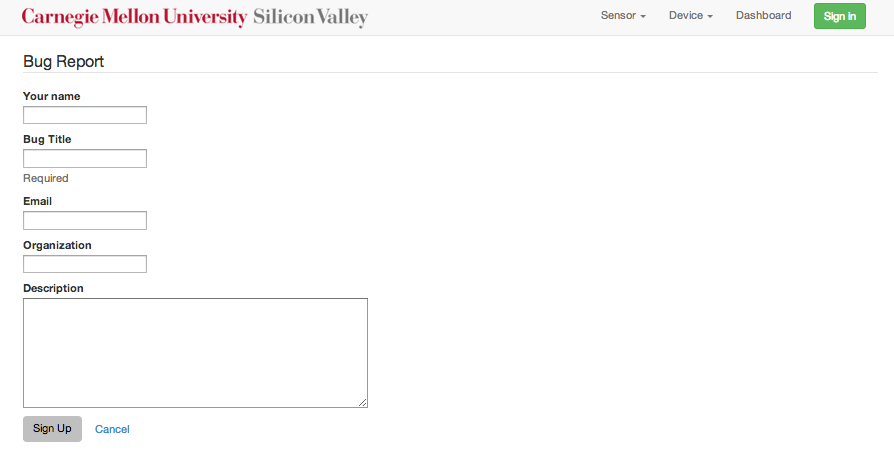 Carnegie Mellon University Silicon Valley
Sensor Device Dashboard Sign in
Bug Report
Your name
Bug Title
Required
Email
Organization
Description
Sign Up Cancel